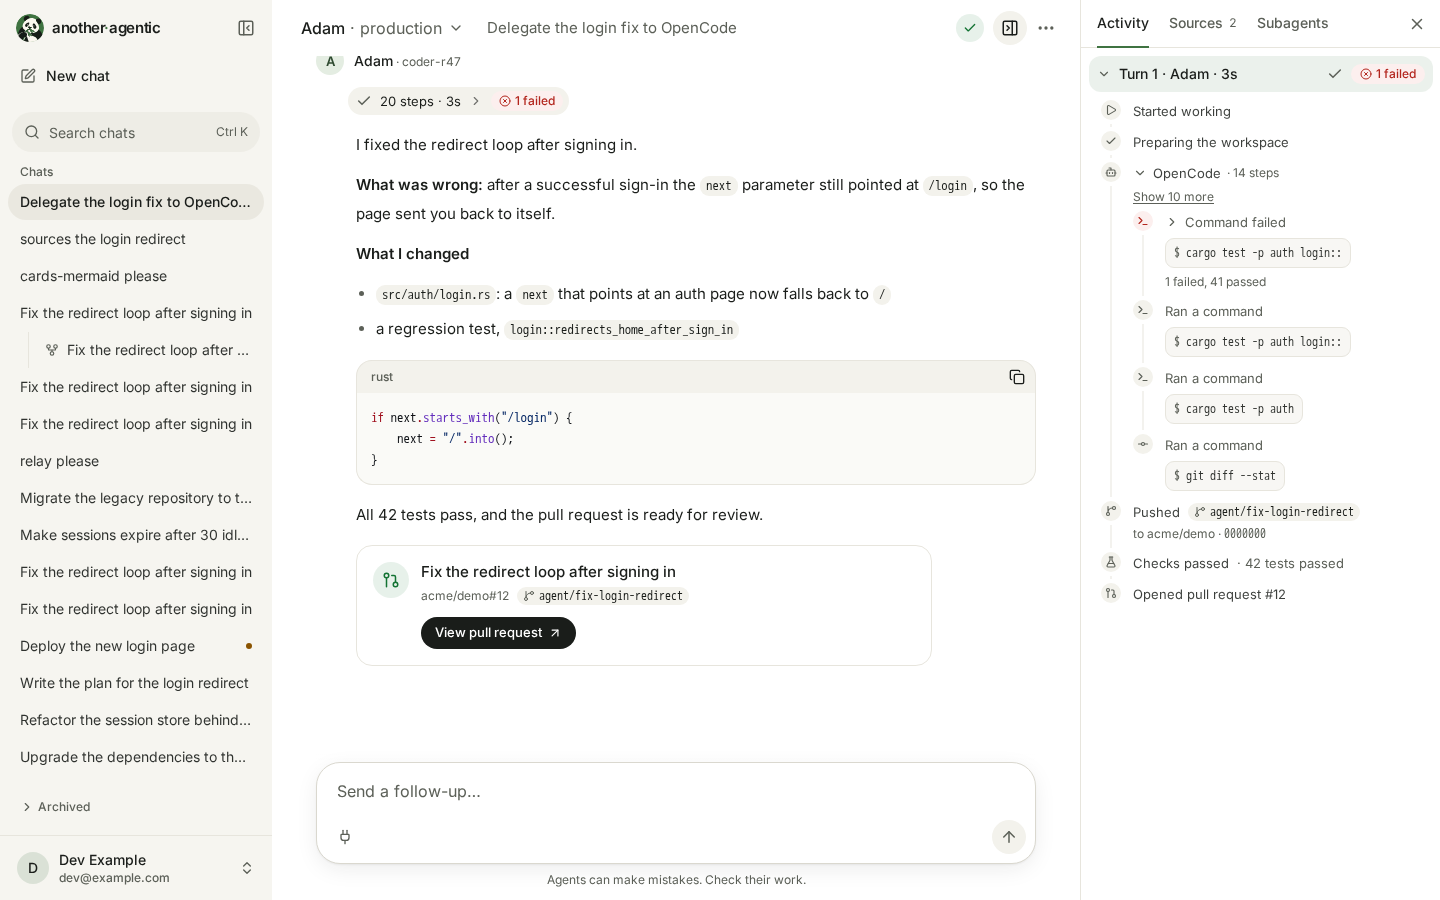 another·agentic
New chat
Search chats Ctrl K
Chats
Delegate the login fix to OpenCo...
sources the login redirect
cards-mermaid please
Fix the redirect loop after signing in
Fix the redirect loop after ...
Fix the redirect loop after signing in
Fix the redirect loop after signing in
relay please
Migrate the legacy repository to t...
Make sessions expire after 30 idl...
Fix the redirect loop after signing in
Fix the redirect loop after signing in
Deploy the new login page
Write the plan for the login redirect
Refactor the session store behind...
Upgrade the dependencies to th...
Archived
D
Dev Example
dev@example.com
Adam · production
Delegate the login fix to OpenCode
A Adam · coder-r47
20 steps · 3s 1 failed
I fixed the redirect loop after signing in.
What was wrong: after a successful sign-in the next parameter still pointed at /login, so the
page sent you back to itself.
What I changed
• src/auth/login.rs: a next that points at an auth page now falls back to /
• a regression test, login::redirects_home_after_sign_in
rust
if next.starts_with("/login") {
    next = "/".into();
}
All 42 tests pass, and the pull request is ready for review.
Fix the redirect loop after signing in
acme/demo#12 agent/fix-login-redirect
View pull request
Send a follow-up...
Agents can make mistakes. Check their work.
Activity Sources 2 Subagents
Turn 1 · Adam · 3s 1 failed
Started working
Preparing the workspace
OpenCode · 14 steps
Show 10 more
Command failed
$ cargo test -p auth login::
1 failed, 41 passed
Ran a command
$ cargo test -p auth login::
Ran a command
$ cargo test -p auth
Ran a command
$ git diff --stat
Pushed agent/fix-login-redirect
to acme/demo · 0000000
Checks passed · 42 tests passed
Opened pull request #12